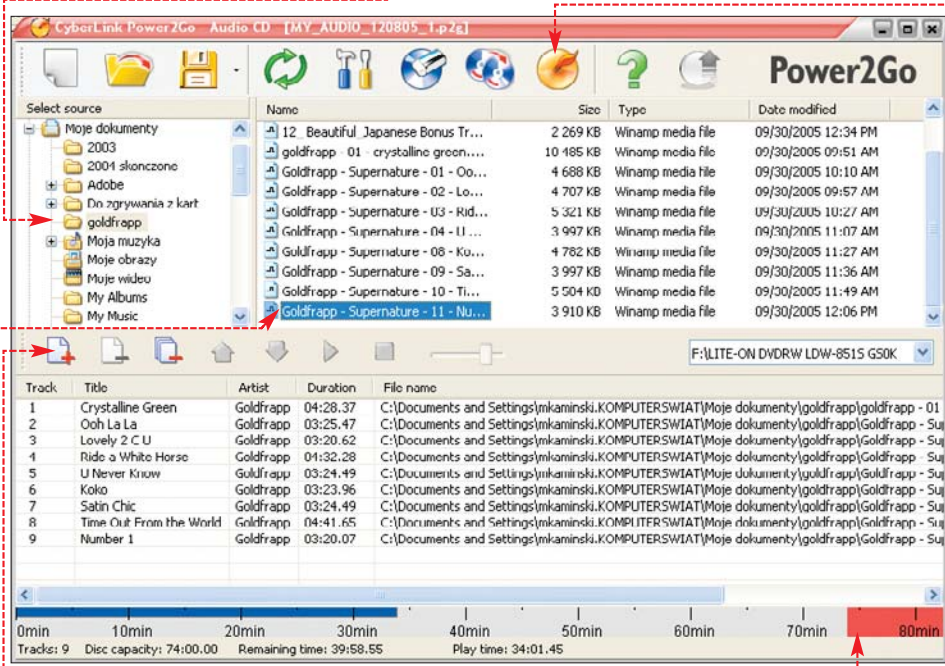 CyberLink Power2Go Audio CD [MY_AUDIO_120805_1.p2g]
Power2Go
Select source
Name Size Type Date modified
Moje dokumenty
2003
2004 skonczone
Adobe
Do zgrywania z kart
goldfrapp
Moja muzyka
Moje obrazy
Moje wideo
My Albums
My Music
12_ Beautiful_Japanese Bonus Tr... 2 269 KB Winamp media file 09/30/2005 12:34 PM
goldfrapp - 01 - crystalline green.... 10 485 KB Winamp media file 09/30/2005 09:51 AM
Goldfrapp - Supernature - 01 - Oo... 4 688 KB Winamp media file 09/30/2005 10:10 AM
Goldfrapp - Supernature - 02 - Lo... 4 707 KB Winamp media file 09/30/2005 09:57 AM
Goldfrapp - Supernature - 03 - Rid... 5 321 KB Winamp media file 09/30/2005 10:27 AM
Goldfrapp - Supernature - 04 - U ... 3 997 KB Winamp media file 09/30/2005 11:07 AM
Goldfrapp - Supernature - 08 - Ko... 4 782 KB Winamp media file 09/30/2005 11:27 AM
Goldfrapp - Supernature - 09 - Sa... 3 997 KB Winamp media file 09/30/2005 11:36 AM
Goldfrapp - Supernature - 10 - Ti... 5 504 KB Winamp media file 09/30/2005 11:49 AM
Goldfrapp - Supernature - 11 - Nu... 3 910 KB Winamp media file 09/30/2005 12:06 PM
F:\LITE-ON DVDRW LDW-851S GS0K
Track Title Artist Duration File name
1 Crystalline Green Goldfrapp 04:28.37 C:\Documents and Settings\mkaminski.KOMPUTERSWIAT\Moje dokumenty\goldfrapp\goldfrapp - 01
2 Ooh La La Goldfrapp 03:25.47 C:\Documents and Settings\mkaminski.KOMPUTERSWIAT\Moje dokumenty\goldfrapp\Goldfrapp - Sup
3 Lovely 2 C U Goldfrapp 03:20.62 C:\Documents and Settings\mkaminski.KOMPUTERSWIAT\Moje dokumenty\goldfrapp\Goldfrapp - Sup
4 Ride a White Horse Goldfrapp 04:32.28 C:\Documents and Settings\mkaminski.KOMPUTERSWIAT\Moje dokumenty\goldfrapp\Goldfrapp - Sup
5 U Never Know Goldfrapp 03:24.49 C:\Documents and Settings\mkaminski.KOMPUTERSWIAT\Moje dokumenty\goldfrapp\Goldfrapp - Sup
6 Koko Goldfrapp 03:23.96 C:\Documents and Settings\mkaminski.KOMPUTERSWIAT\Moje dokumenty\goldfrapp\Goldfrapp - Sup
7 Satin Chic Goldfrapp 03:24.49 C:\Documents and Settings\mkaminski.KOMPUTERSWIAT\Moje dokumenty\goldfrapp\Goldfrapp - Sup
8 Time Out From the World Goldfrapp 04:41.65 C:\Documents and Settings\mkaminski.KOMPUTERSWIAT\Moje dokumenty\goldfrapp\Goldfrapp - Sup
9 Number 1 Goldfrapp 03:20.07 C:\Documents and Settings\mkaminski.KOMPUTERSWIAT\Moje dokumenty\goldfrapp\Goldfrapp - Sup
0min 10min 20min 30min 40min 50min 60min 70min 80min
Tracks: 9 Disc capacity: 74:00.00 Remaining time: 39:58.55 Play time: 34:01.45